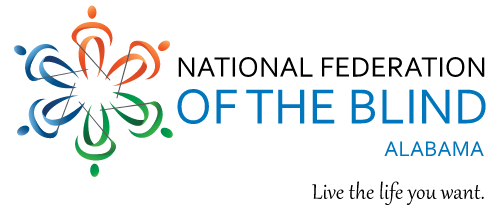 NATIONAL FEDERATION
OF THE BLIND
ALABAMA
Live the life you want.